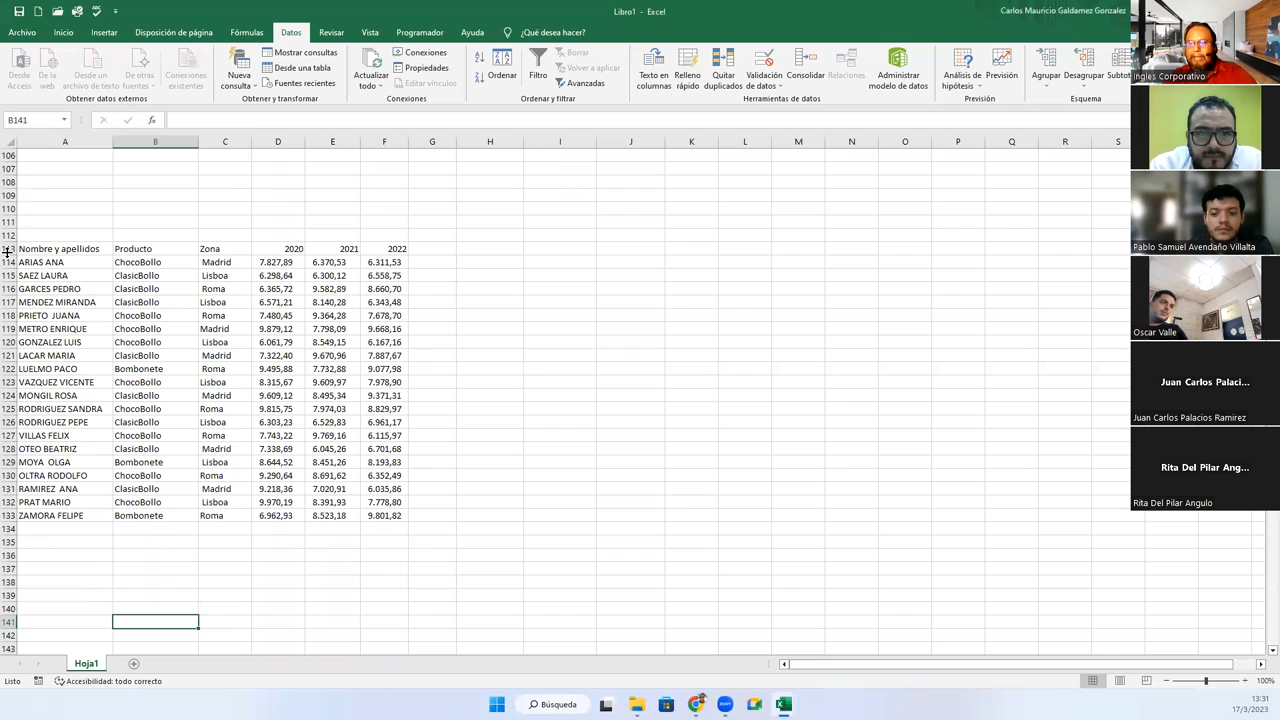 Libro1 - Excel
Carlos Mauricio Galdamez Gonzalez
Archivo Inicio Insertar Disposición de página Fórmulas Datos Revisar Vista Programador Ayuda ¿Qué desea hacer?
Desde Access
De la web
Desde un archivo de texto
De otras fuentes
Conexiones existentes
Obtener datos externos
Nueva consulta
Mostrar consultas
Desde una tabla
Fuentes recientes
Obtener y transformar
Actualizar todo
Conexiones
Propiedades
Editar vínculos
Conexiones
Ordenar
Filtro
Borrar
Volver a aplicar
Avanzadas
Ordenar y filtrar
Texto en columnas
Relleno rápido
Quitar duplicados
Validación de datos
Consolidar
Relaciones
Administrar modelo de datos
Herramientas de datos
Análisis de hipótesis
Previsión
Previsión
Agrupar
Desagrupar
Subtot
Esquema
B141
fx
A B C D E F G H I J K L M N O P Q R S
106
107
108
109
110
111
112
113 Nombre y apellidos Producto Zona 2020 2021 2022
114 ARIAS ANA ChocoBollo Madrid 7.827,89 6.370,53 6.311,53
115 SAEZ LAURA ClasicBollo Lisboa 6.298,64 6.300,12 6.558,75
116 GARCES PEDRO ClasicBollo Roma 6.365,72 9.582,89 8.660,70
117 MENDEZ MIRANDA ClasicBollo Lisboa 6.571,21 8.140,28 6.343,48
118 PRIETO JUANA ChocoBollo Roma 7.480,45 9.364,28 7.678,70
119 METRO ENRIQUE ChocoBollo Madrid 9.879,12 7.798,09 9.668,16
120 GONZALEZ LUIS ChocoBollo Lisboa 6.061,79 8.549,15 6.167,16
121 LACAR MARIA ClasicBollo Madrid 7.322,40 9.670,96 7.887,67
122 LUELMO PACO Bombonete Roma 9.495,88 7.732,88 9.077,98
123 VAZQUEZ VICENTE ChocoBollo Lisboa 8.315,67 9.609,97 7.978,90
124 MONGIL ROSA ClasicBollo Madrid 9.609,12 8.495,34 9.371,31
125 RODRIGUEZ SANDRA ChocoBollo Roma 9.815,75 7.974,03 8.829,97
126 RODRIGUEZ PEPE ClasicBollo Lisboa 6.303,23 6.529,83 6.961,17
127 VILLAS FELIX ChocoBollo Roma 7.743,22 9.769,16 6.115,97
128 OTEO BEATRIZ ClasicBollo Madrid 7.338,69 6.045,26 6.701,68
129 MOYA OLGA Bombonete Lisboa 8.644,52 8.451,26 8.193,83
130 OLTRA RODOLFO ChocoBollo Roma 9.290,64 8.691,62 6.352,49
131 RAMIREZ ANA ClasicBollo Madrid 9.218,36 7.020,91 6.035,86
132 PRAT MARIO ClasicBollo Lisboa 9.970,19 8.391,93 7.778,80
133 ZAMORA FELIPE Bombonete Roma 6.962,93 8.523,18 9.801,82
134
135
136
137
138
139
140
141
142
143
Hoja1
Listo Accesibilidad: todo correcto 100%
Búsqueda
13:31
17/3/2023
Ingles Corporativo
Pablo Samuel Avendaño Villalta
Oscar Valle
Juan Carlos Palaci...
Juan Carlos Palacios Ramirez
Rita Del Pilar Ang...
Rita Del Pilar Angulo